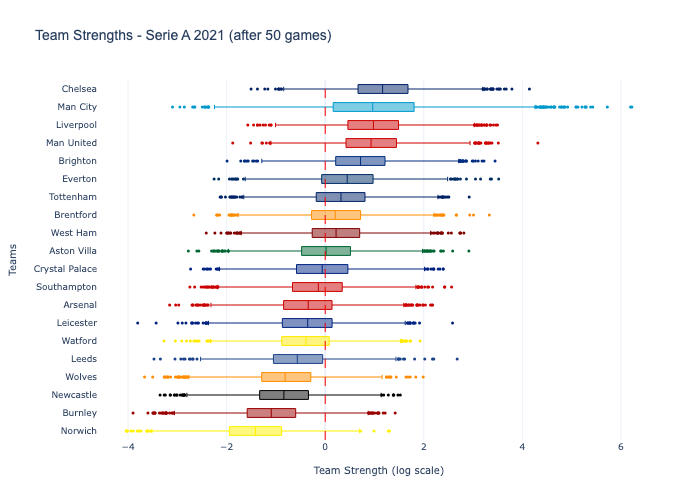 Team Strengths - Serie A 2021 (after 50 games)
Chelsea
Man City
Liverpool
Man United
Brighton
Everton
Tottenham
Brentford
West Ham
Aston Villa
Crystal Palace
Southampton
Arsenal
Leicester
Watford
Leeds
Wolves
Newcastle
Burnley
Norwich
Teams
−4 −2 0 2 4 6
Team Strength (log scale)